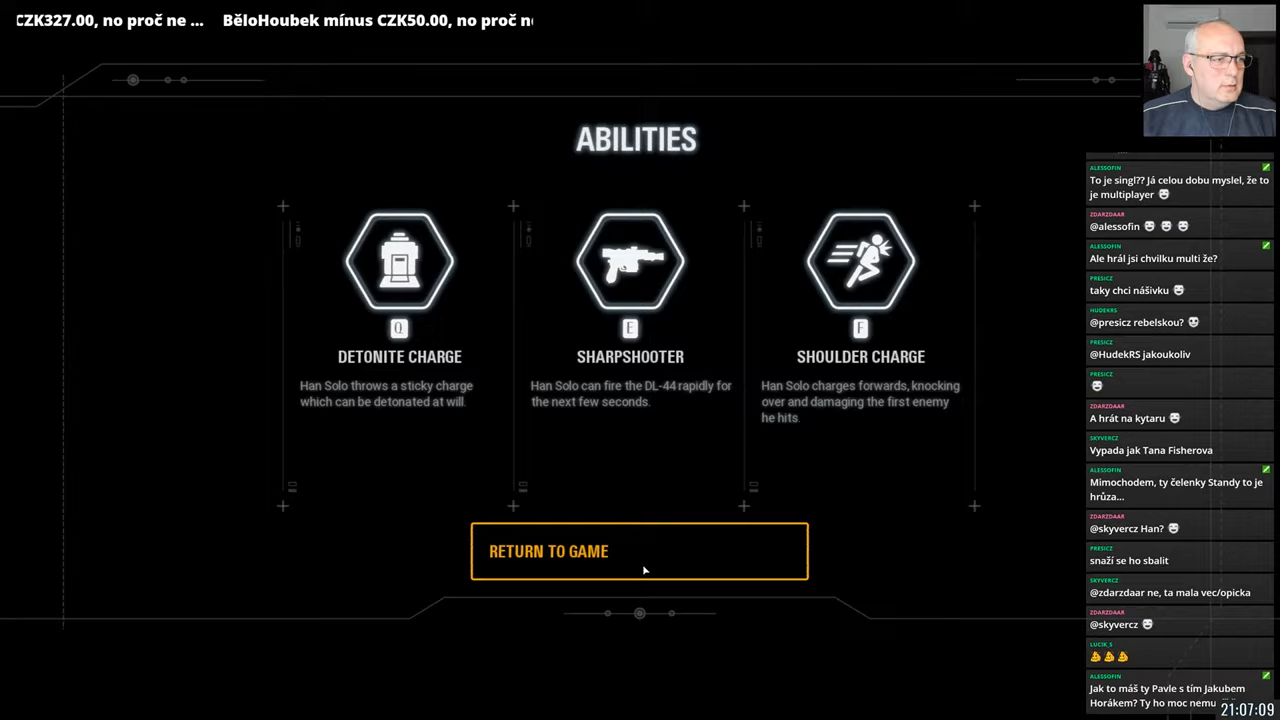 CZK327.00, no proč ne ... BěloHoubek mínus CZK50.00, no proč
ABILITIES
Q
E
F
DETONITE CHARGE
SHARPSHOOTER
SHOULDER CHARGE
Han Solo throws a sticky charge
which can be detonated at will.
Han Solo can fire the DL-44 rapidly for
the next few seconds.
Han Solo charges forwards, knocking
over and damaging the first enemy
he hits.
RETURN TO GAME
ALESSOFIN
To je singl?? Já celou dobu myslel, že to
je multiplayer
ZDARZDAAR
@alessofin
ALESSOFIN
Ale hrál jsi chvilku multi že?
PRESICZ
taky chci nášivku
HUDEKRS
@presicz rebelskou?
PRESICZ
@HudekRS jakoukoliv
PRESICZ
ZDARZDAAR
A hrát na kytaru
SKYVERCZ
Vypada jak Tana Fisherova
ALESSOFIN
Mimochodem, ty čelenky Standy to je
hrůza...
ZDARZDAAR
@skyvercz Han?
PRESICZ
snaží se ho sbalit
SKYVERCZ
@zdarzdaar ne, ta mala vec/opicka
ZDARZDAAR
@skyvercz
LUCIK_S
ALESSOFIN
Jak to máš ty Pavle s tím Jakubem
Horákem? Ty ho moc nemu
21:07:09